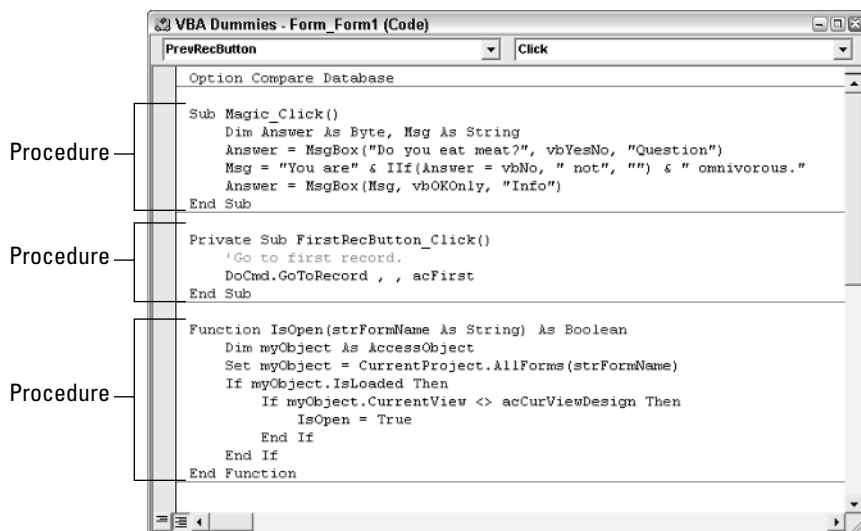 VBA Dummies - Form_Form1 (Code)
PrevRecButton Click
Option Compare Database
Procedure
Sub Magic_Click()
    Dim Answer As Byte, Msg As String
    Answer = MsgBox("Do you eat meat?", vbYesNo, "Question")
    Msg = "You are" & IIf(Answer = vbNo, " not", "") & " omnivorous."
    Answer = MsgBox(Msg, vbOKOnly, "Info")
End Sub
Procedure
Private Sub FirstRecButton_Click()
    'Go to first record.
    DoCmd.GoToRecord , , acFirst
End Sub
Procedure
Function IsOpen(strFormName As String) As Boolean
    Dim myObject As AccessObject
    Set myObject = CurrentProject.AllForms(strFormName)
    If myObject.IsLoaded Then
        If myObject.CurrentView <> acCurViewDesign Then
            IsOpen = True
        End If
    End If
End Function